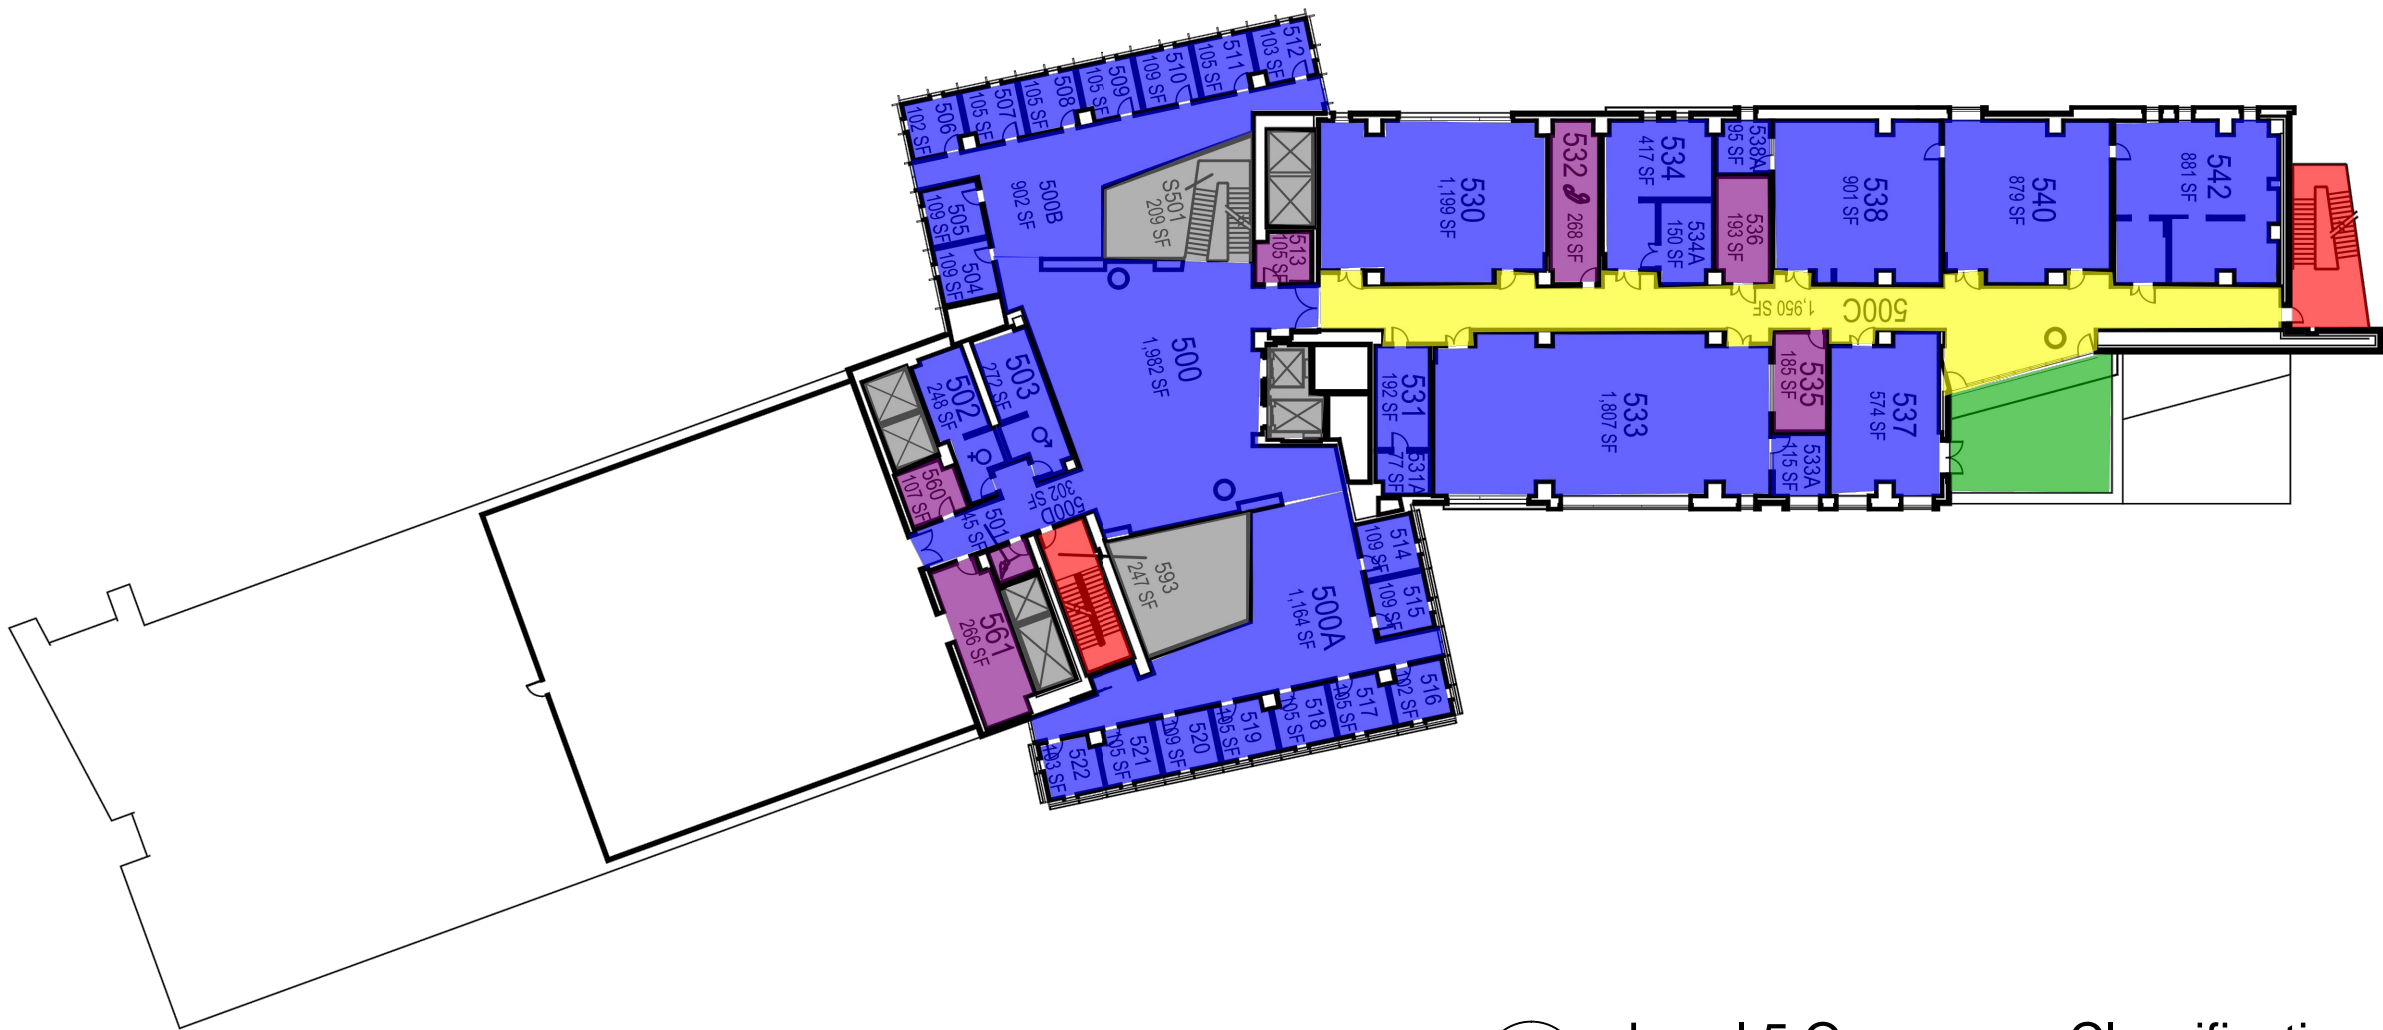 512
103 SF
511
105 SF
510
109 SF
509
105 SF
508
105 SF
507
105 SF
506
102 SF
505
109 SF
504
109 SF
500B
902 SF
S501
209 SF
513
105 SF
530
1,199 SF
532
268 SF
534
417 SF
534A
150 SF
538A
95 SF
536
193 SF
538
901 SF
540
879 SF
542
881 SF
500C
1,950 SF
500
1,982 SF
503
272 SF
502
248 SF
560
107 SF
500D
302 SF
501
45 SF
561
266 SF
593
247 SF
500A
1,164 SF
531
192 SF
531A
77 SF
533
1,807 SF
535
185 SF
533A
115 SF
537
574 SF
514
109 SF
515
109 SF
516
102 SF
517
105 SF
518
105 SF
519
105 SF
520
109 SF
521
105 SF
522
103 SF